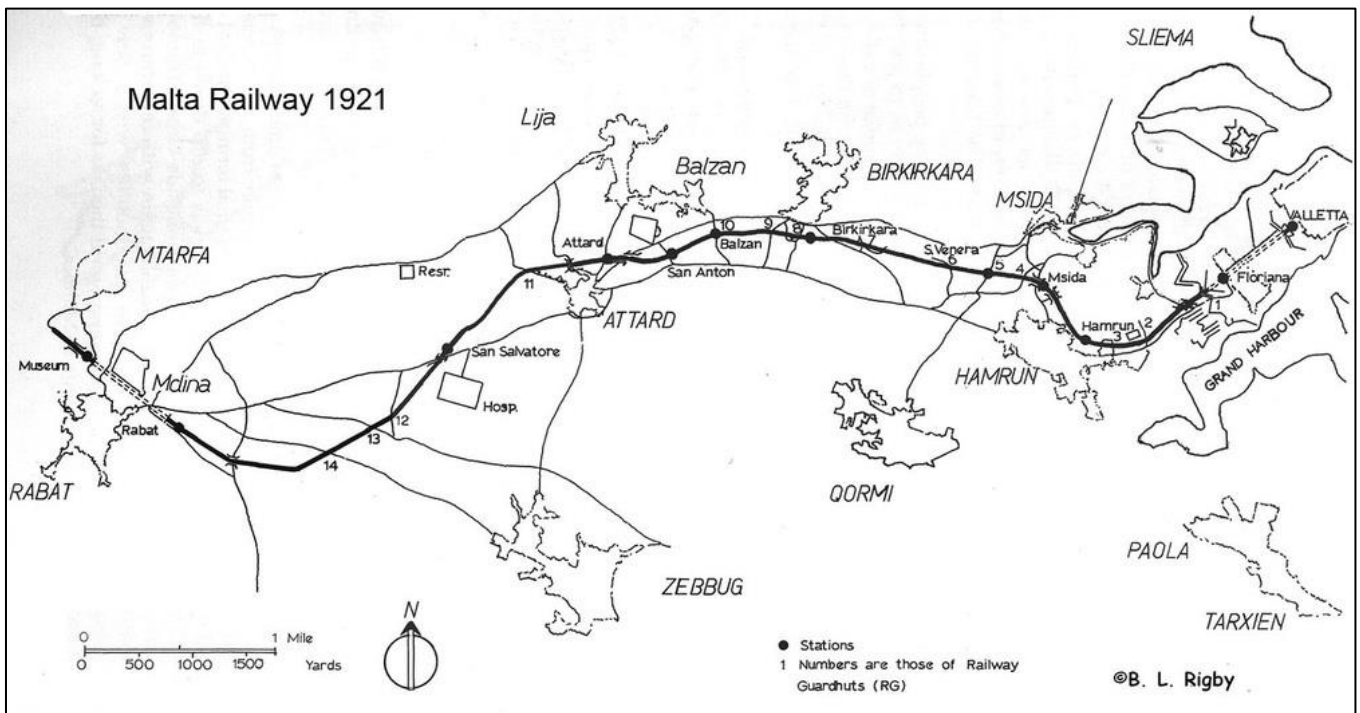 SLIEMA
Malta Railway 1921
Lija
Balzan
BIRKIRKARA
MSIDA
VALLETTA
MTARFA
Attard
10
9
8
7
Birkirkara
S.Venera
6
5
4
Msida
Floriana
1
Resr.
11
San Anton
Balzan
ATTARD
Hamrun
3
2
GRAND HARBOUR
HAMRUN
Museum
Mdina
San Salvatore
Hosp.
Rabat
12
13
14
RABAT
QORMI
PAOLA
ZEBBUG
TARXIEN
N
0 1 Mile
0 500 1000 1500 Yards
Stations
1 Numbers are those of Railway
Guardhuts (RG)
©B. L. Rigby